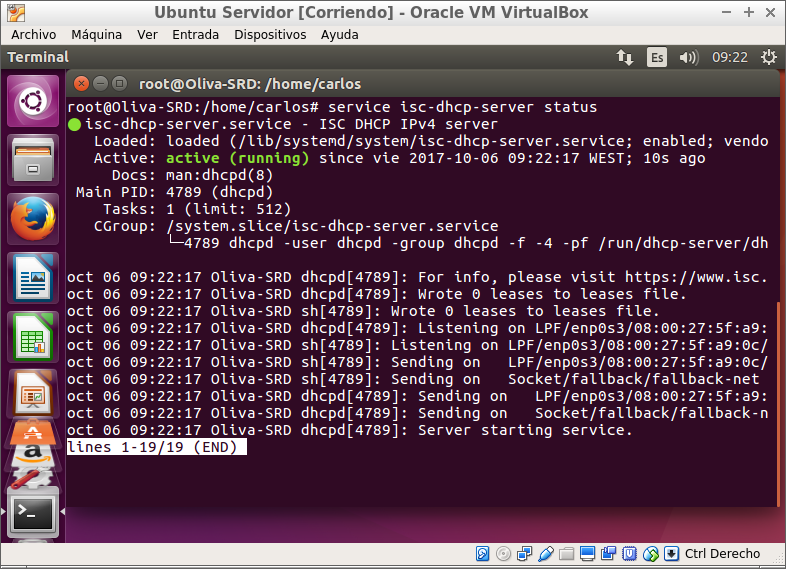 Ubuntu Servidor [Corriendo] - Oracle VM VirtualBox
Archivo Máquina Ver Entrada Dispositivos Ayuda
Terminal Es 09:22
root@Oliva-SRD: /home/carlos
root@Oliva-SRD:/home/carlos# service isc-dhcp-server status
● isc-dhcp-server.service - ISC DHCP IPv4 server
   Loaded: loaded (/lib/systemd/system/isc-dhcp-server.service; enabled; vendo
   Active: active (running) since vie 2017-10-06 09:22:17 WEST; 10s ago
     Docs: man:dhcpd(8)
 Main PID: 4789 (dhcpd)
    Tasks: 1 (limit: 512)
   CGroup: /system.slice/isc-dhcp-server.service
           └─4789 dhcpd -user dhcpd -group dhcpd -f -4 -pf /run/dhcp-server/dh
oct 06 09:22:17 Oliva-SRD dhcpd[4789]: For info, please visit https://www.isc.
oct 06 09:22:17 Oliva-SRD dhcpd[4789]: Wrote 0 leases to leases file.
oct 06 09:22:17 Oliva-SRD sh[4789]: Wrote 0 leases to leases file.
oct 06 09:22:17 Oliva-SRD dhcpd[4789]: Listening on LPF/enp0s3/08:00:27:5f:a9:
oct 06 09:22:17 Oliva-SRD sh[4789]: Listening on LPF/enp0s3/08:00:27:5f:a9:0c/
oct 06 09:22:17 Oliva-SRD sh[4789]: Sending on   LPF/enp0s3/08:00:27:5f:a9:0c/
oct 06 09:22:17 Oliva-SRD sh[4789]: Sending on   Socket/fallback/fallback-net
oct 06 09:22:17 Oliva-SRD dhcpd[4789]: Sending on   LPF/enp0s3/08:00:27:5f:a9:
oct 06 09:22:17 Oliva-SRD dhcpd[4789]: Sending on   Socket/fallback/fallback-n
oct 06 09:22:17 Oliva-SRD dhcpd[4789]: Server starting service.
lines 1-19/19 (END)
Ctrl Derecho